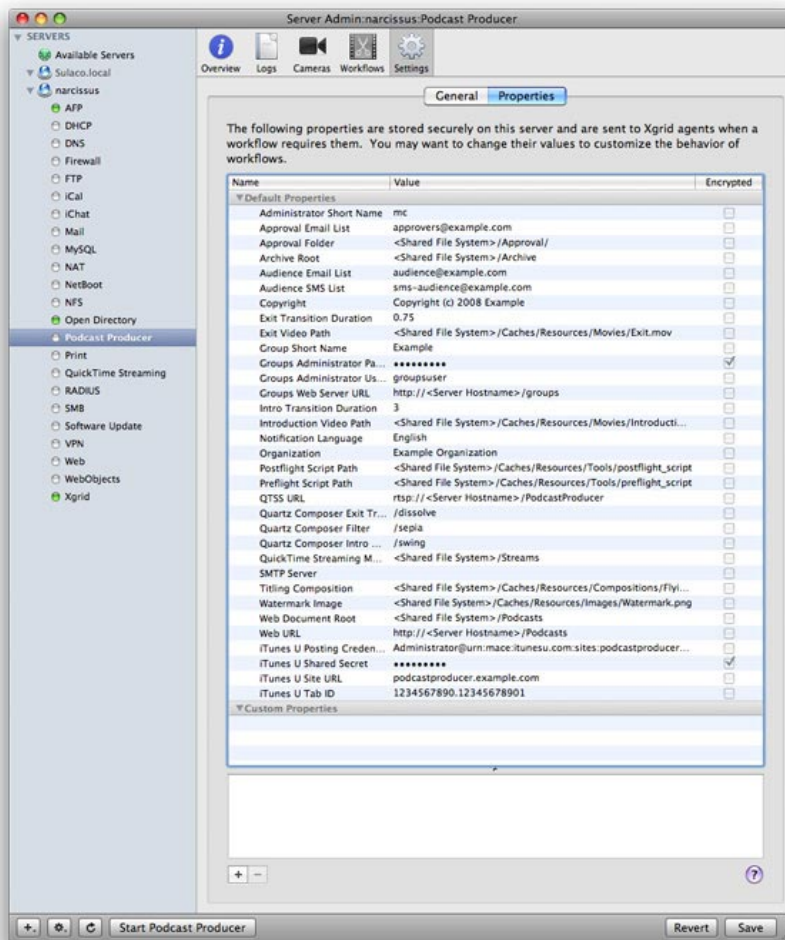 Server Admin:narcissus:Podcast Producer
SERVERS
Available Servers
Sulaco.local
narcissus
AFP
DHCP
DNS
Firewall
FTP
iCal
iChat
Mail
MySQL
NAT
NetBoot
NFS
Open Directory
Podcast Producer
Print
QuickTime Streaming
RADIUS
SMB
Software Update
VPN
Web
WebObjects
Xgrid
Overview Logs Cameras Workflows Settings
General Properties
The following properties are stored securely on this server and are sent to Xgrid agents when a
workflow requires them. You may want to change their values to customize the behavior of
workflows.
Name Value Encrypted
Default Properties
Administrator Short Name mc
Approval Email List approvers@example.com
Approval Folder <Shared File System>/Approval/
Archive Root <Shared File System>/Archive
Audience Email List audience@example.com
Audience SMS List sms-audience@example.com
Copyright Copyright (c) 2008 Example
Exit Transition Duration 0.75
Exit Video Path <Shared File System>/Caches/Resources/Movies/Exit.mov
Group Short Name Example
Groups Administrator Pa... •••••••••
Groups Administrator Us... groupsuser
Groups Web Server URL http://<Server Hostname>/groups
Intro Transition Duration 3
Introduction Video Path <Shared File System>/Caches/Resources/Movies/Introducti...
Notification Language English
Organization Example Organization
Postflight Script Path <Shared File System>/Caches/Resources/Tools/postflight_script
Preflight Script Path <Shared File System>/Caches/Resources/Tools/preflight_script
QTSS URL rtsp://<Server Hostname>/PodcastProducer
Quartz Composer Exit Tr... /dissolve
Quartz Composer Filter /sepia
Quartz Composer Intro ... /swing
QuickTime Streaming M... <Shared File System>/Streams
SMTP Server
Titling Composition <Shared File System>/Caches/Resources/Compositions/Flyi...
Watermark Image <Shared File System>/Caches/Resources/Images/Watermark.png
Web Document Root <Shared File System>/Podcasts
Web URL http://<Server Hostname>/Podcasts
iTunes U Posting Creden... Administrator@urn:mace:itunesu.com:sites:podcastproducer...
iTunes U Shared Secret •••••••••
iTunes U Site URL podcastproducer.example.com
iTunes U Tab ID 1234567890.12345678901
Custom Properties
+ −
?
Start Podcast Producer Revert Save